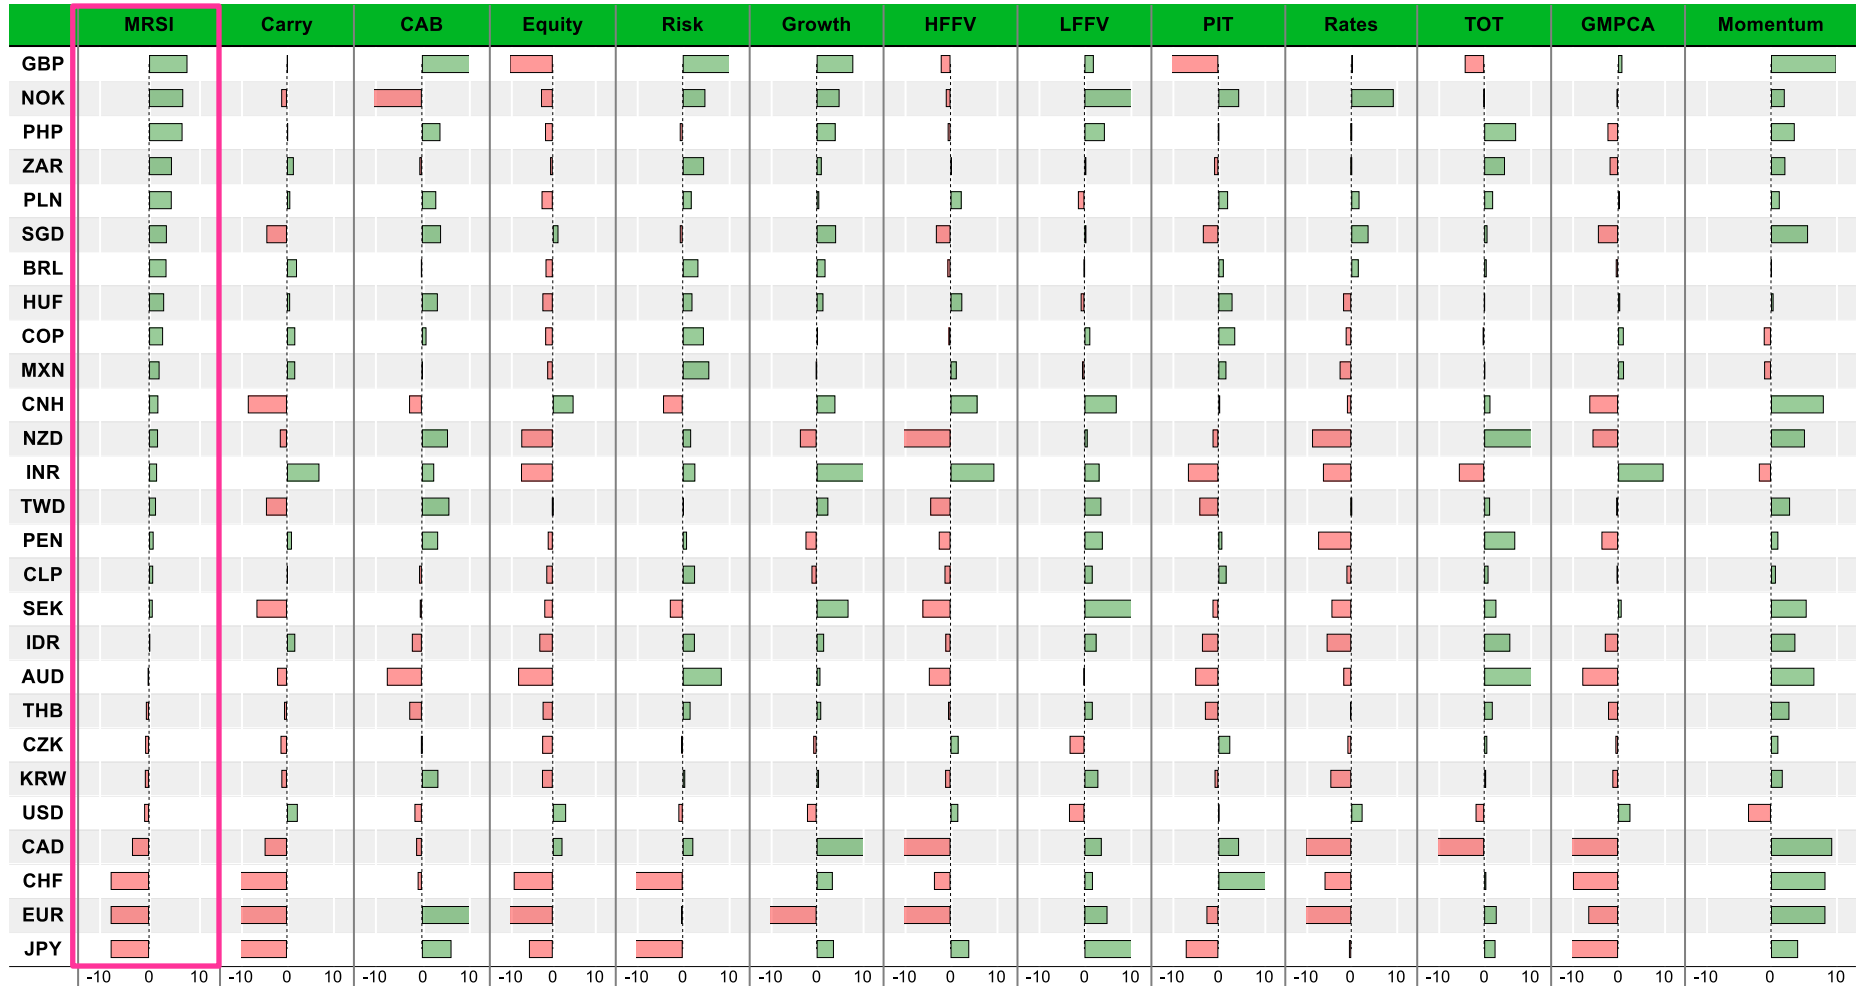 MRSI Carry CAB Equity Risk Growth HFFV LFFV PIT Rates TOT GMPCA Momentum
GBP
NOK
PHP
ZAR
PLN
SGD
BRL
HUF
COP
MXN
CNH
NZD
INR
TWD
PEN
CLP
SEK
IDR
AUD
THB
CZK
KRW
USD
CAD
CHF
EUR
JPY
-10 0 10 -10 0 10 -10 0 10 -10 0 10 -10 0 10 -10 0 10 -10 0 10 -10 0 10 -10 0 10 -10 0 10 -10 0 10 -10 0 10 -10 0 10